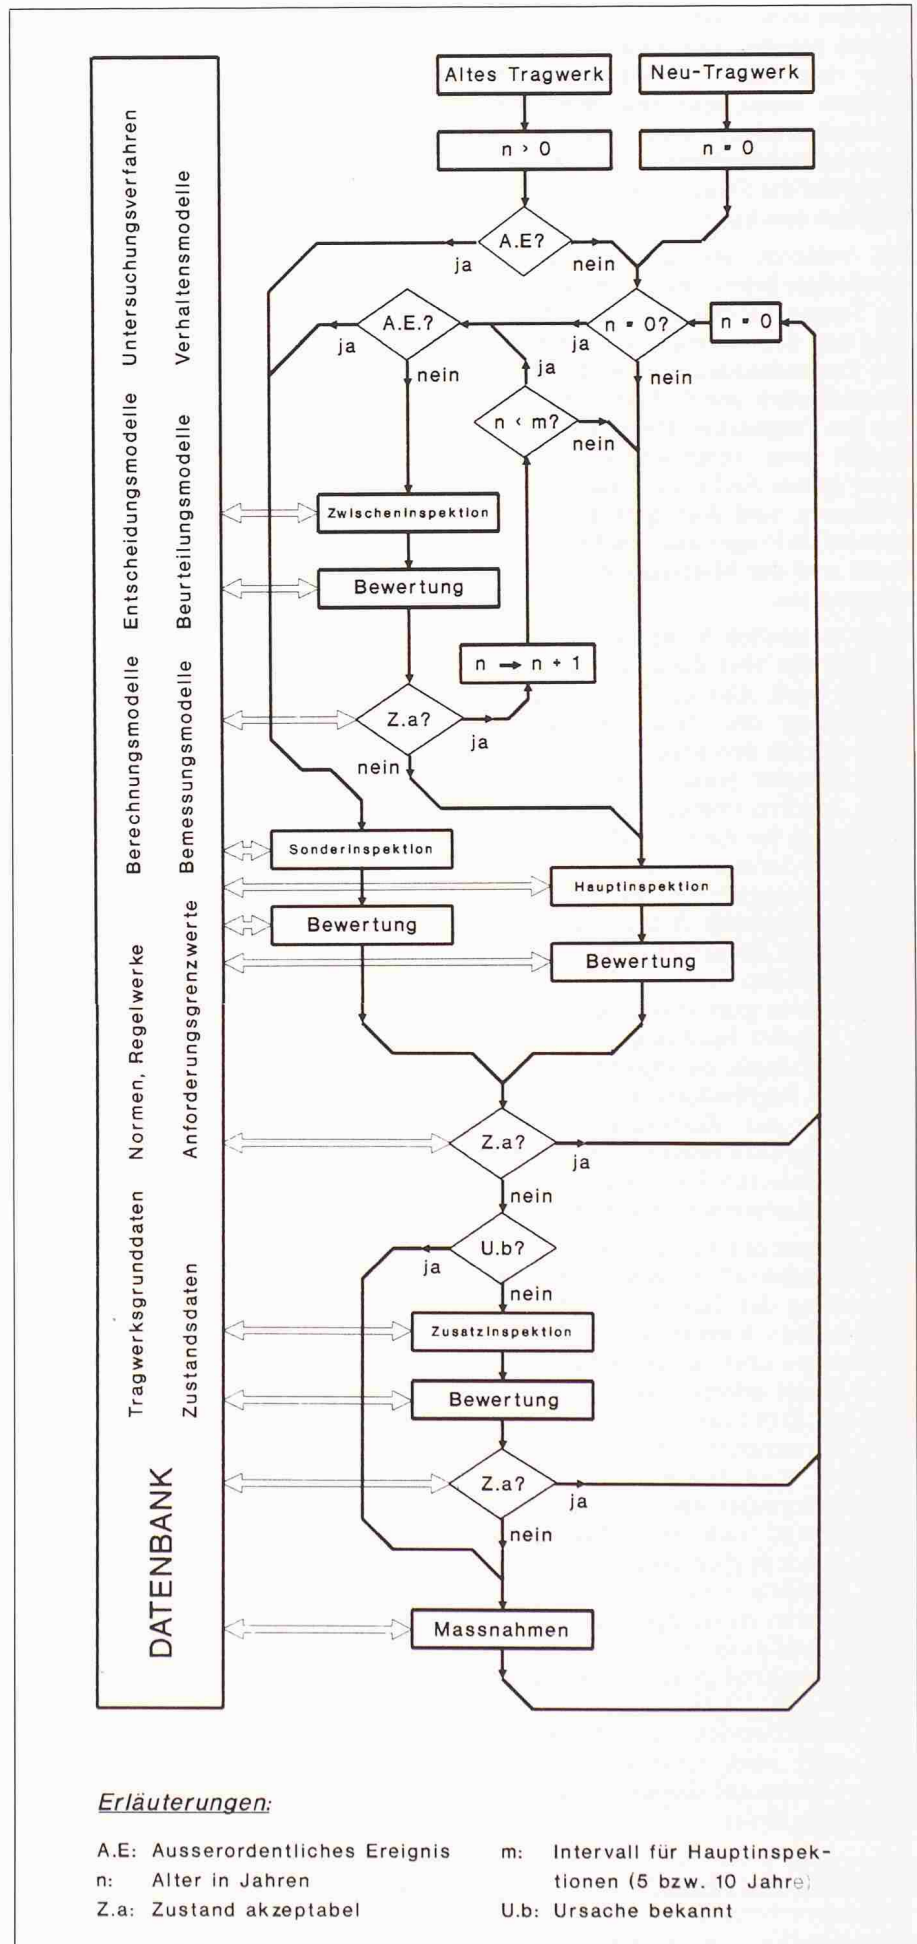 Altes Tragwerk
Neu-Tragwerk
n > 0
n = 0
A.E?
ja
nein
A.E.?
ja
nein
n = 0?
ja
nein
n = 0
n < m?
ja
nein
Zwischeninspektion
Bewertung
n → n + 1
Z.a?
ja
nein
Sonderinspektion
Hauptinspektion
Bewertung
Bewertung
Z.a?
ja
nein
U.b?
ja
nein
Zusatzinspektion
Bewertung
Z.a?
ja
nein
Massnahmen
DATENBANK
Tragwerksgrunddaten Normen, Regelwerke Berechnungsmodelle Entscheidungsmodelle Untersuchungsverfahren
Zustandsdaten Anforderungsgrenzwerte Bemessungsmodelle Beurteilungsmodelle Verhaltensmodelle
Erläuterungen:
A.E: Ausserordentliches Ereignis
n: Alter in Jahren
Z.a: Zustand akzeptabel
m: Intervall für Hauptinspek-
tionen (5 bzw. 10 Jahre)
U.b: Ursache bekannt